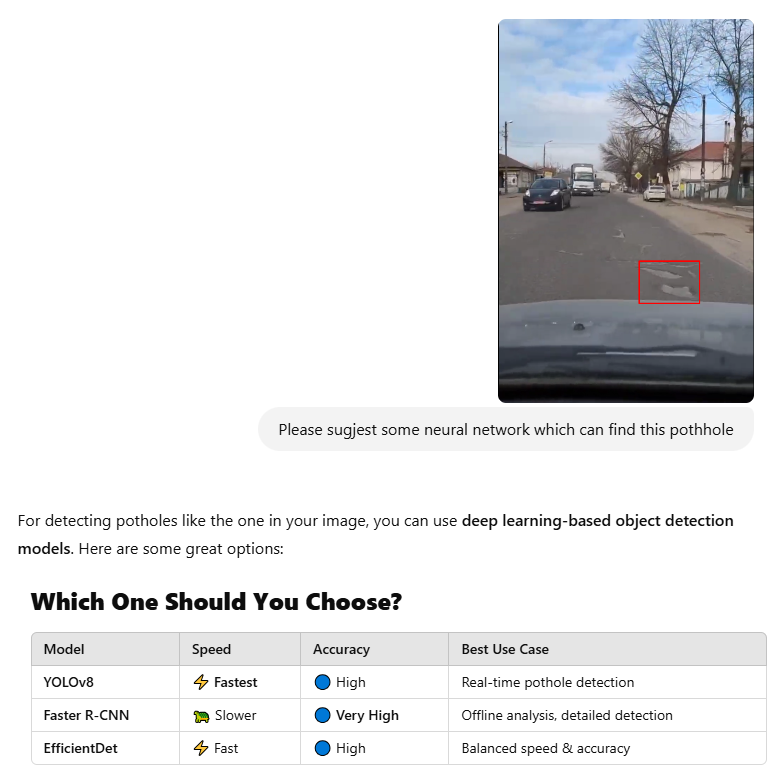 Please sugjest some neural network which can find this pothhole
For detecting potholes like the one in your image, you can use deep learning-based object detection
models. Here are some great options:
Which One Should You Choose?
Model Speed Accuracy Best Use Case
YOLOv8 ⚡ Fastest 🔵 High Real-time pothole detection
Faster R-CNN 🐢 Slower 🔵 Very High Offline analysis, detailed detection
EfficientDet ⚡ Fast 🔵 High Balanced speed & accuracy